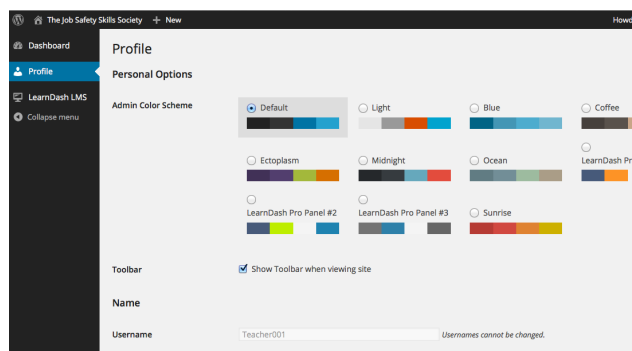 The Job Safety Skills Society + New Howd
Dashboard
Profile
LearnDash LMS
Collapse menu
Profile
Personal Options
Admin Color Scheme
Default Light Blue Coffee
Ectoplasm Midnight Ocean LearnDash Pr
LearnDash Pro Panel #2 LearnDash Pro Panel #3 Sunrise
Toolbar Show Toolbar when viewing site
Name
Username Teacher001 Usernames cannot be changed.